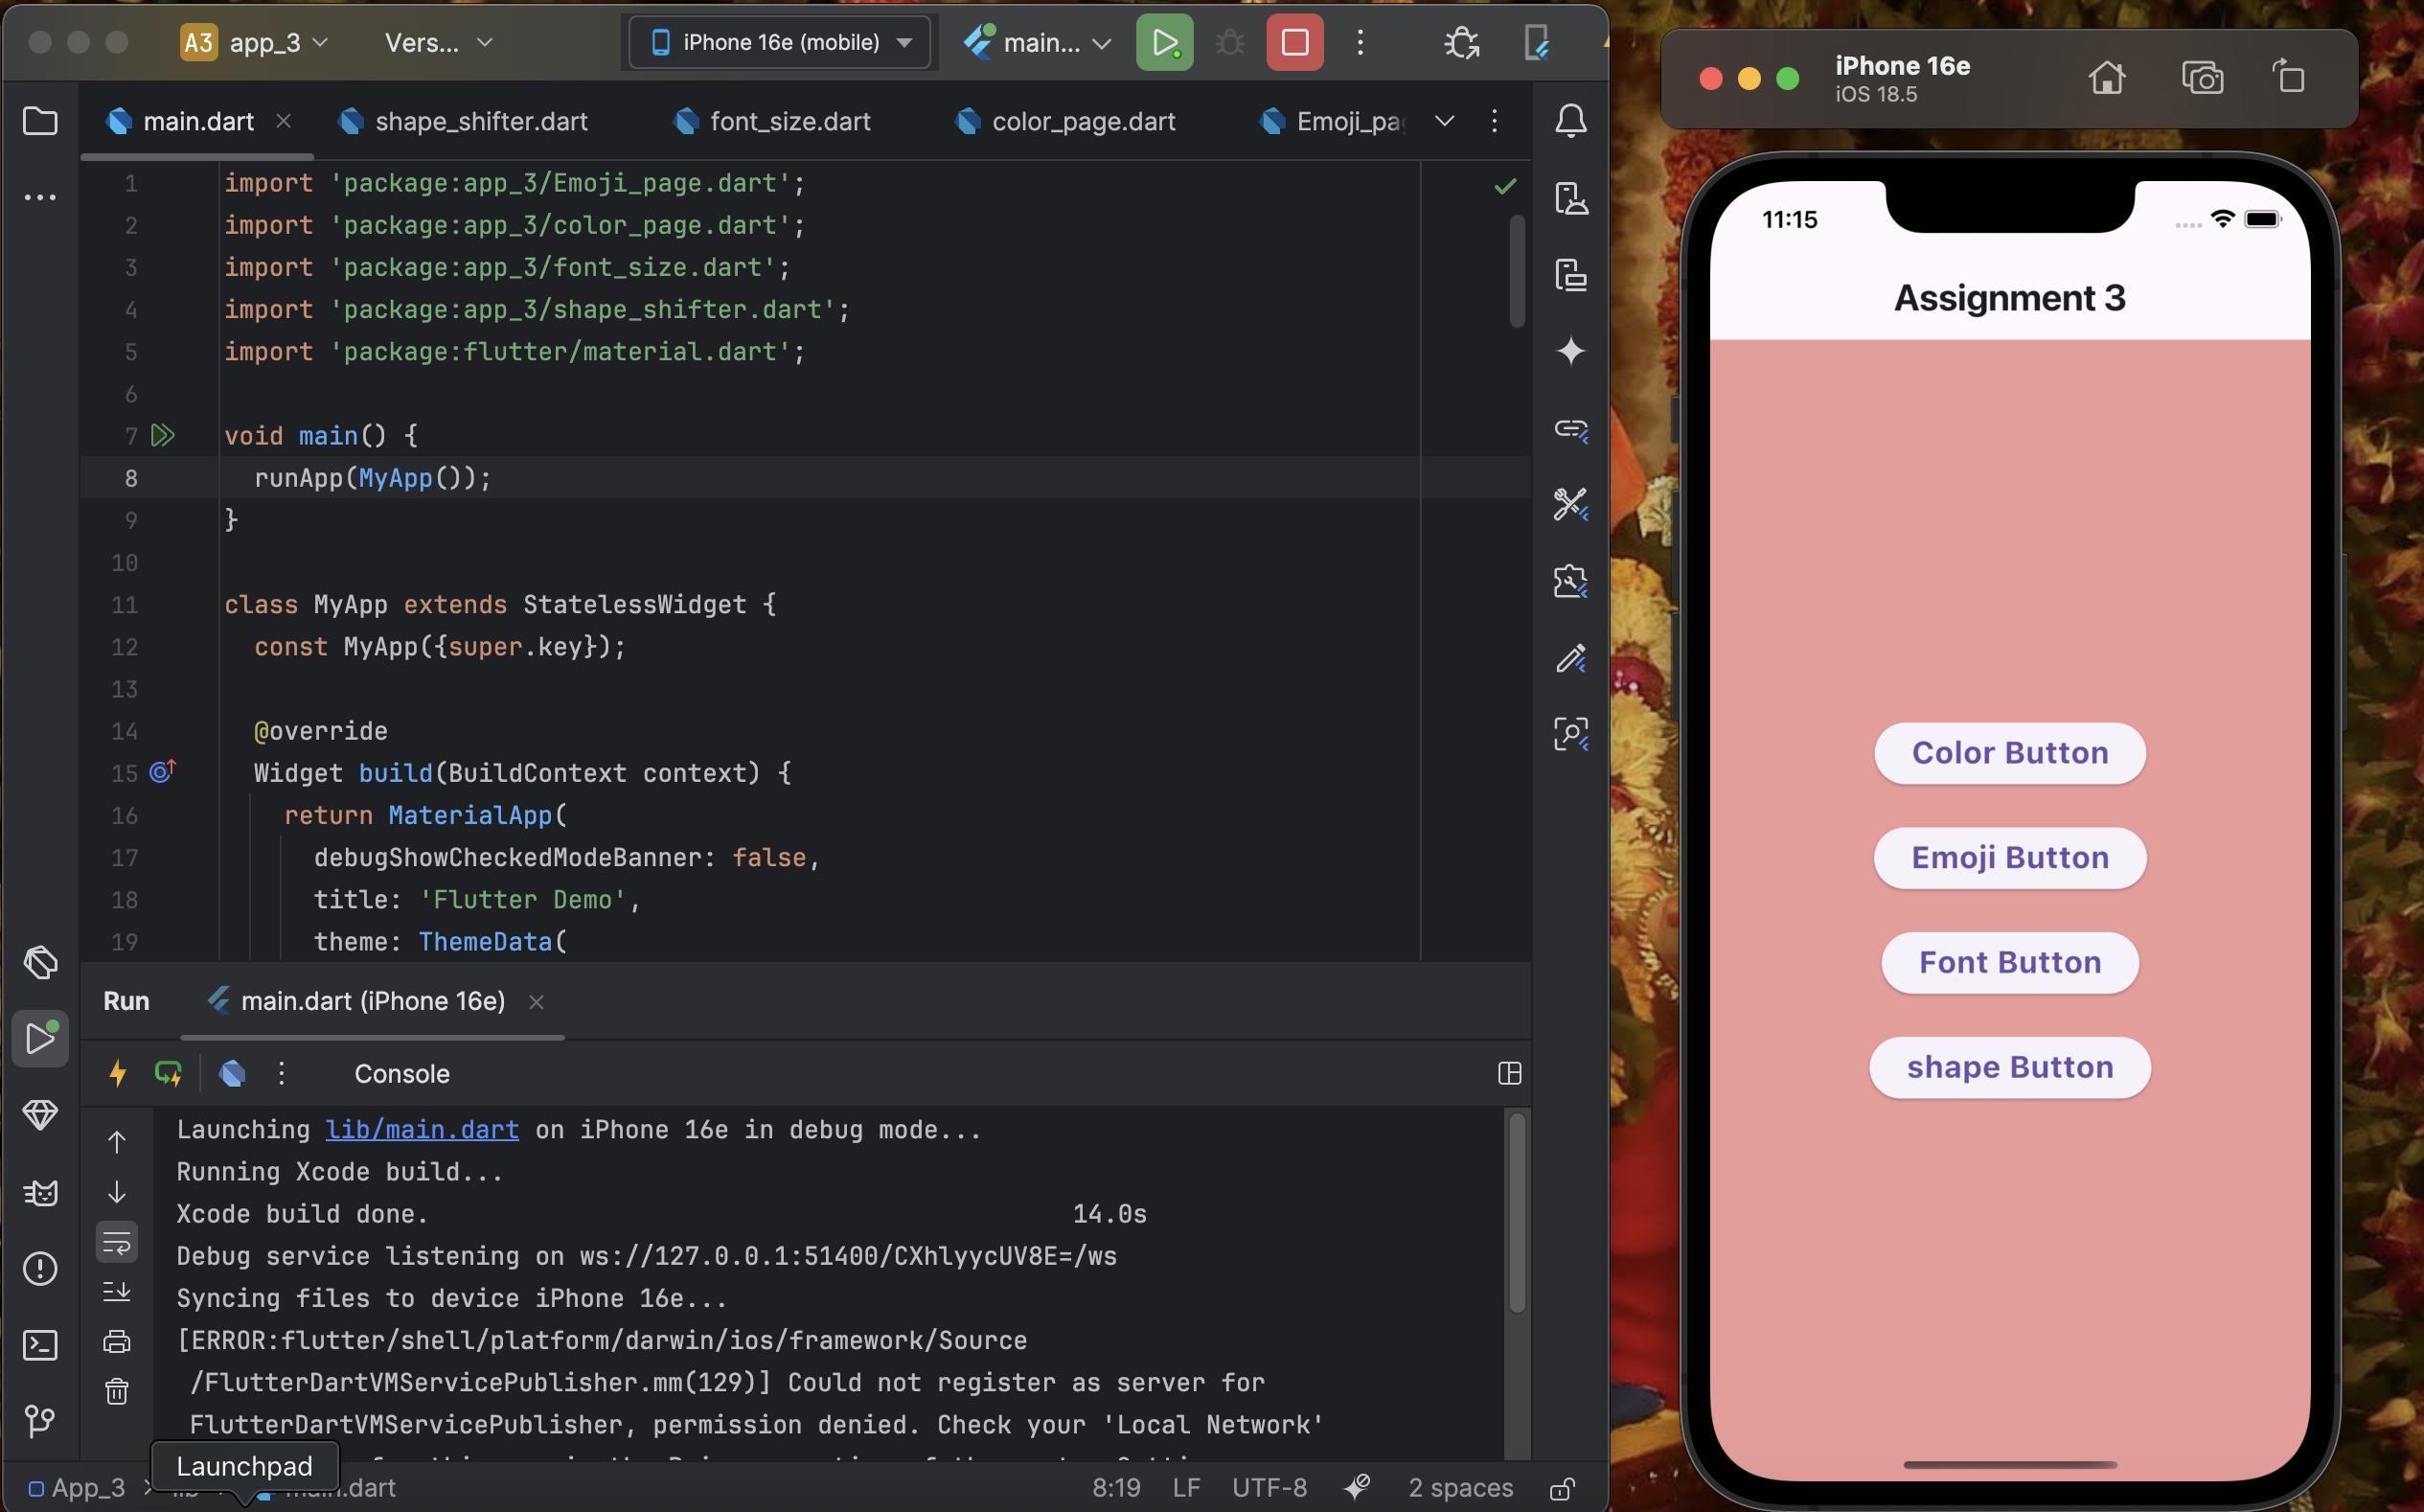 A3 app_3
Vers...
iPhone 16e (mobile)
main...
main.dart
shape_shifter.dart
font_size.dart
color_page.dart
Emoji_pa
1 import 'package:app_3/Emoji_page.dart';
2 import 'package:app_3/color_page.dart';
3 import 'package:app_3/font_size.dart';
4 import 'package:app_3/shape_shifter.dart';
5 import 'package:flutter/material.dart';
6
7 void main() {
8 runApp(MyApp());
9 }
10
11 class MyApp extends StatelessWidget {
12 const MyApp({super.key});
13
14 @override
15 Widget build(BuildContext context) {
16 return MaterialApp(
17 debugShowCheckedModeBanner: false,
18 title: 'Flutter Demo',
19 theme: ThemeData(
Run
main.dart (iPhone 16e)
Console
Launching lib/main.dart on iPhone 16e in debug mode...
Running Xcode build...
Xcode build done. 14.0s
Debug service listening on ws://127.0.0.1:51400/CXhlyycUV8E=/ws
Syncing files to device iPhone 16e...
[ERROR:flutter/shell/platform/darwin/ios/framework/Source
/FlutterDartVMServicePublisher.mm(129)] Could not register as server for
FlutterDartVMServicePublisher, permission denied. Check your 'Local Network'
Launchpad
App_3
main.dart
8:19
LF
UTF-8
2 spaces
iPhone 16e
iOS 18.5
11:15
Assignment 3
Color Button
Emoji Button
Font Button
shape Button